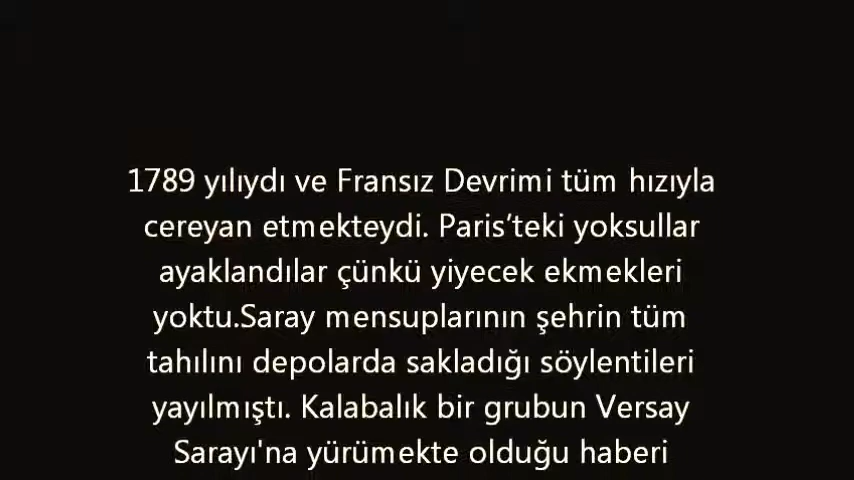 1789 yılıydı ve Fransız Devrimi tüm hızıyla
cereyan etmekteydi. Paris’teki yoksullar
ayaklandılar çünkü yiyecek ekmekleri
yoktu.Saray mensuplarının şehrin tüm
tahılını depolarda sakladığı söylentileri
yayılmıştı. Kalabalık bir grubun Versay
Sarayı'na yürümekte olduğu haberi